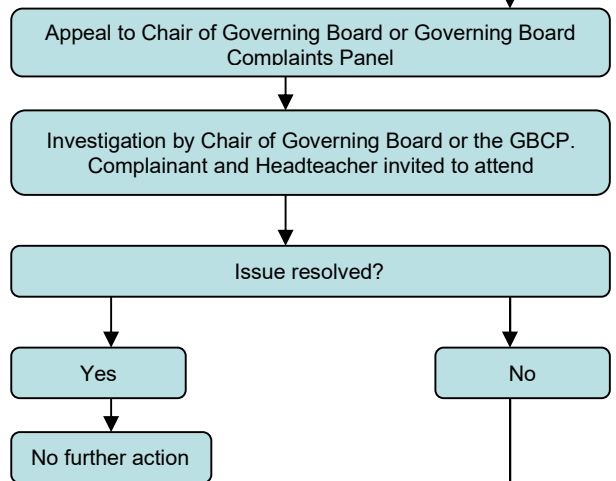 Appeal to Chair of Governing Board or Governing Board
Complaints Panel
Investigation by Chair of Governing Board or the GBCP.
Complainant and Headteacher invited to attend
Issue resolved?
Yes
No
No further action